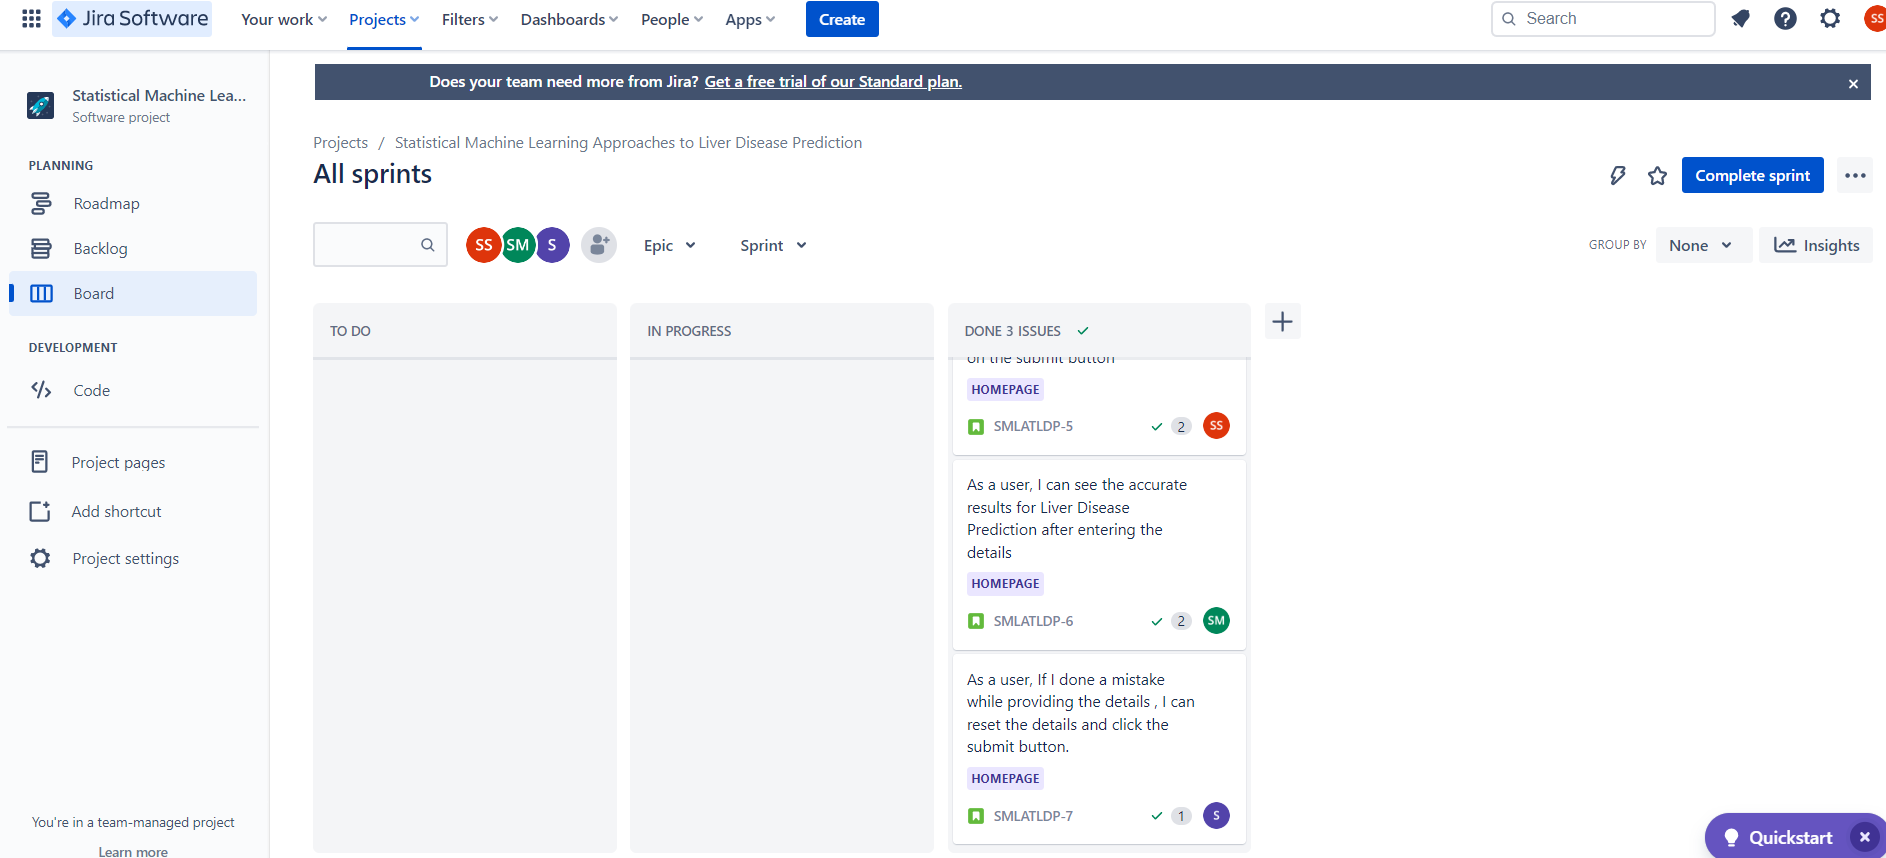 Jira Software
Your work
Projects
Filters
Dashboards
People
Apps
Create
Search
SS
Statistical Machine Lea...
Software project
PLANNING
Roadmap
Backlog
Board
DEVELOPMENT
Code
Project pages
Add shortcut
Project settings
You're in a team-managed project
Learn more
Does your team need more from Jira? Get a free trial of our Standard plan.
Projects / Statistical Machine Learning Approaches to Liver Disease Prediction
All sprints
Complete sprint
SS SM S
Epic
Sprint
GROUP BY
None
Insights
TO DO
IN PROGRESS
DONE 3 ISSUES
on the submit button
HOMEPAGE
SMLATLDP-5
2
SS
As a user, I can see the accurate
results for Liver Disease
Prediction after entering the
details
HOMEPAGE
SMLATLDP-6
2
SM
As a user, If I done a mistake
while providing the details , I can
reset the details and click the
submit button.
HOMEPAGE
SMLATLDP-7
1
S
Quickstart